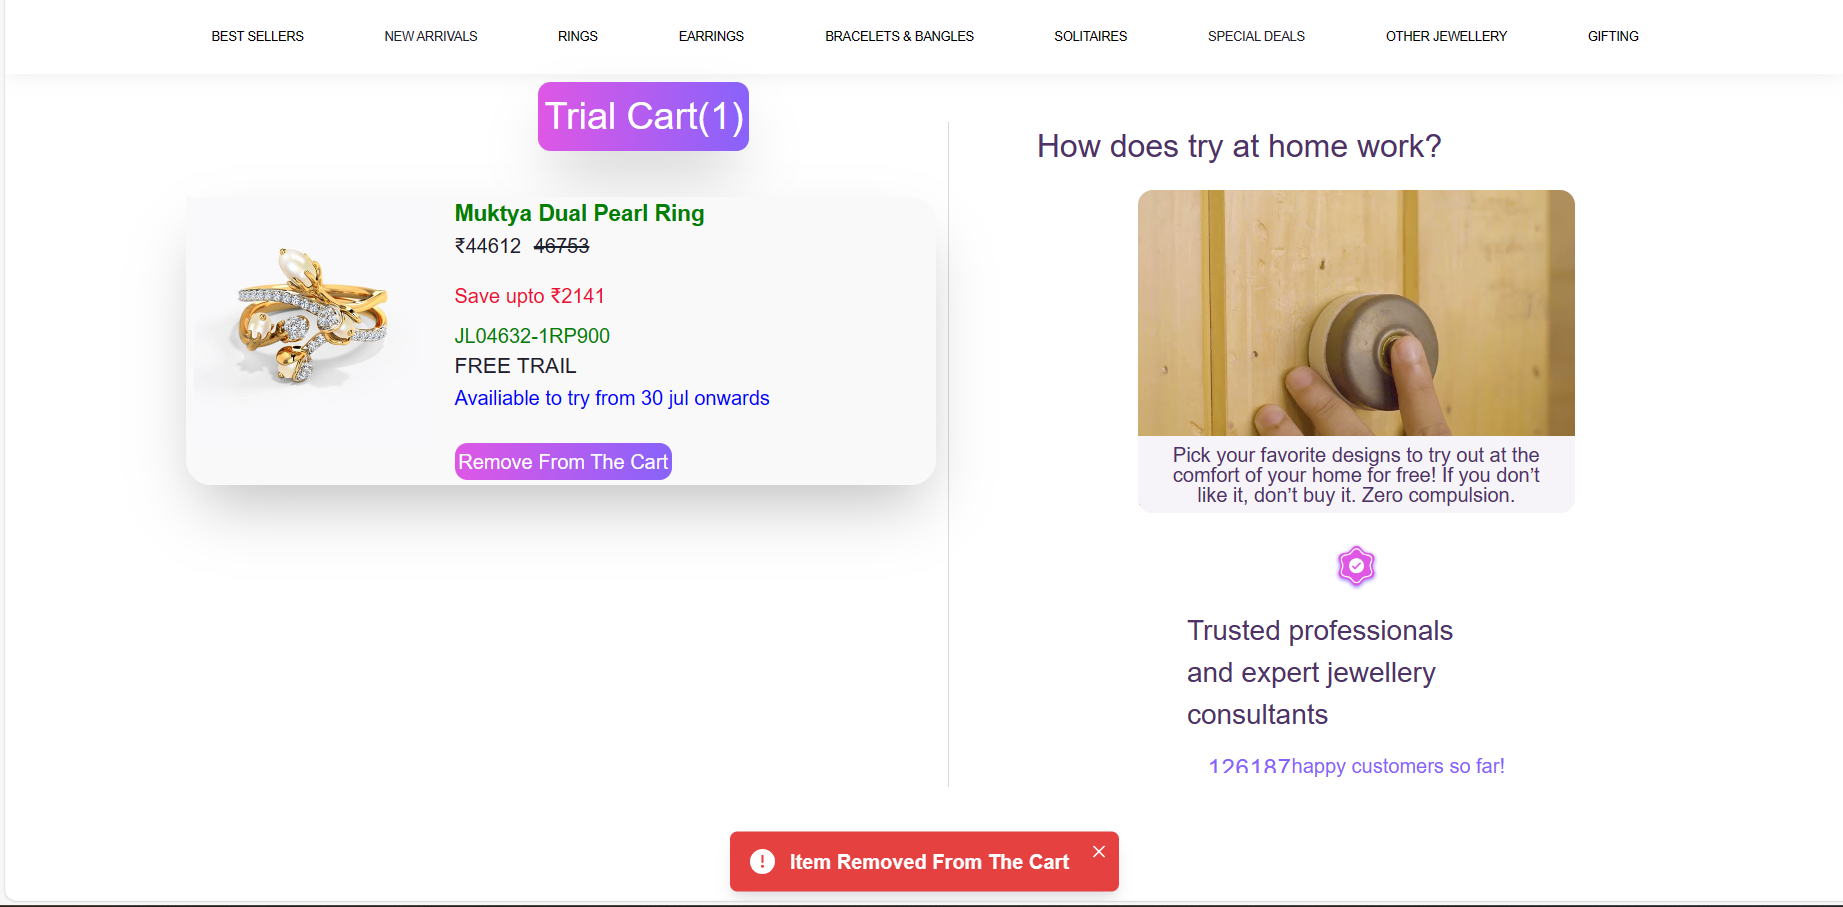 BEST SELLERS NEW ARRIVALS RINGS EARRINGS BRACELETS & BANGLES SOLITAIRES SPECIAL DEALS OTHER JEWELLERY GIFTING
Trial Cart(1)
Muktya Dual Pearl Ring
₹44612 46753
Save upto ₹2141
JL04632-1RP900
FREE TRAIL
Availiable to try from 30 jul onwards
Remove From The Cart
How does try at home work?
Pick your favorite designs to try out at the
comfort of your home for free! If you don’t
like it, don’t buy it. Zero compulsion.
Trusted professionals
and expert jewellery
consultants
126187happy customers so far!
Item Removed From The Cart